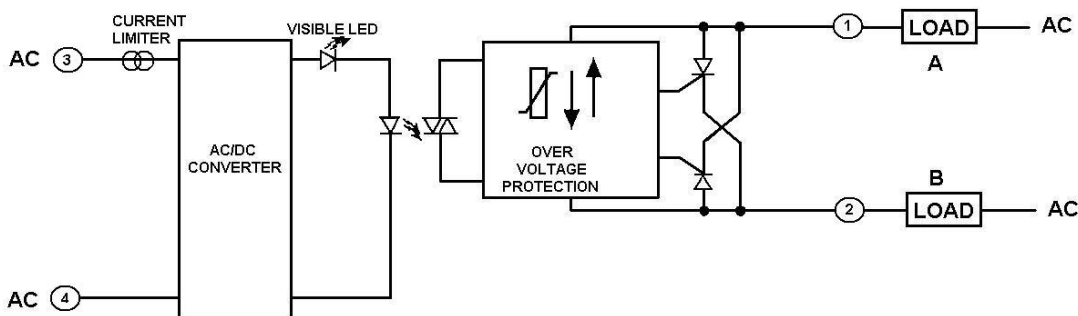 CURRENT
LIMITER
VISIBLE LED
AC 3
1 LOAD AC
A
AC/DC
CONVERTER
OVER
VOLTAGE
PROTECTION
B
2 LOAD AC
AC 4